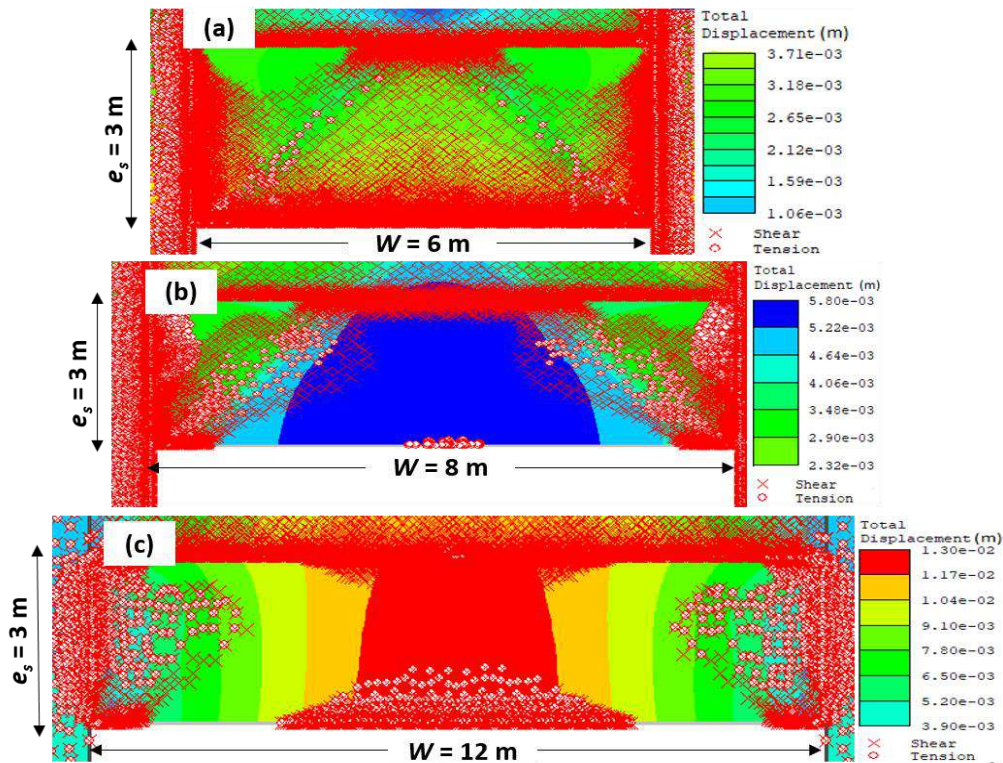 (a)
e_s = 3 m
W = 6 m
Total
Displacement (m)
3.71e-03
3.18e-03
2.65e-03
2.12e-03
1.59e-03
1.06e-03
Shear
Tension
(b)
e_s = 3 m
W = 8 m
Total
Displacement (m)
5.80e-03
5.22e-03
4.64e-03
4.06e-03
3.48e-03
2.90e-03
2.32e-03
Shear
Tension
(c)
e_s = 3 m
W = 12 m
Total
Displacement (m)
1.30e-02
1.17e-02
1.04e-02
9.10e-03
7.80e-03
6.50e-03
5.20e-03
3.90e-03
Shear
Tension